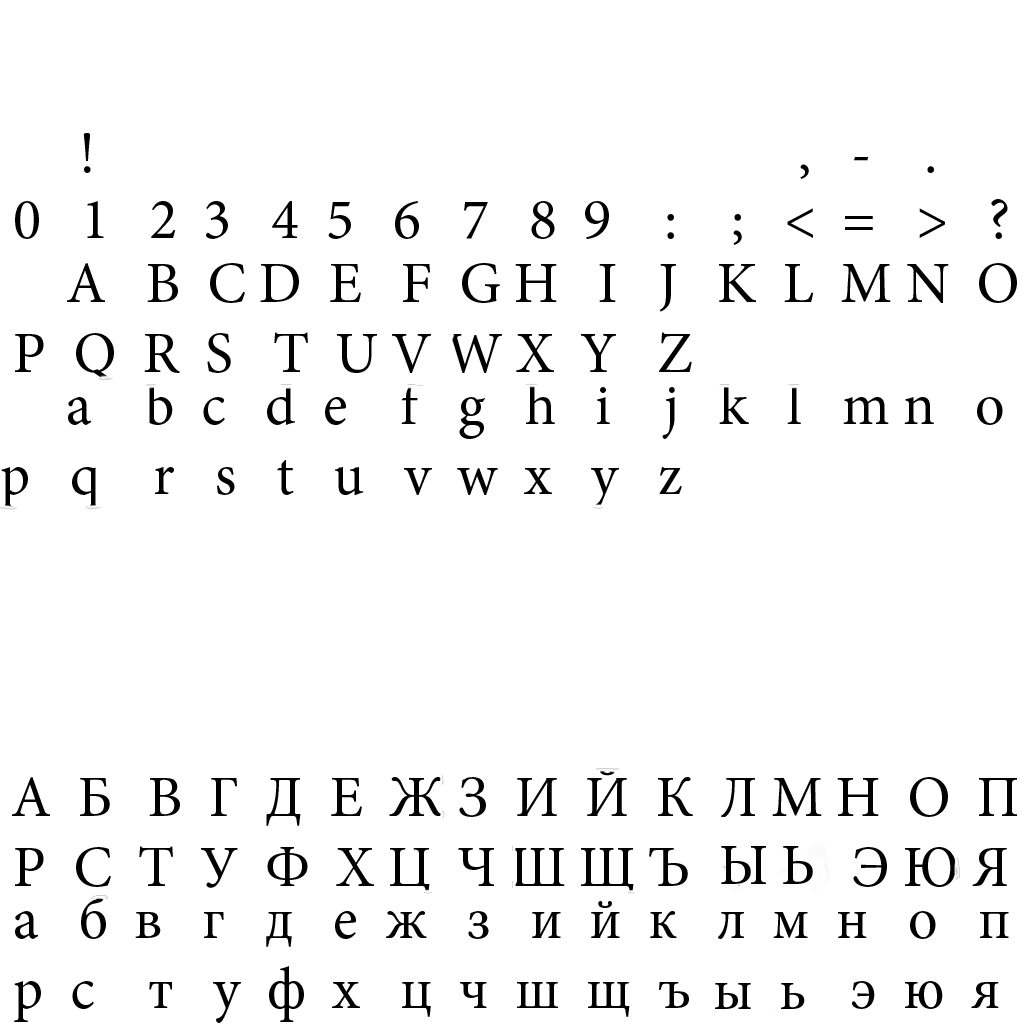 ! , - .
0 1 2 3 4 5 6 7 8 9 : ; < = > ?
A B C D E F G H I J K L M N O
P Q R S T U V W X Y Z
a b c d e f g h i j k l m n o
p q r s t u v w x y z
А Б В Г Д Е Ж З И Й К Л М Н О П
Р С Т У Ф Х Ц Ч Ш Щ Ъ Ы Ь Э Ю Я
а б в г д е ж з и й к л м н о п
р с т у ф х ц ч ш щ ъ ы ь э ю я